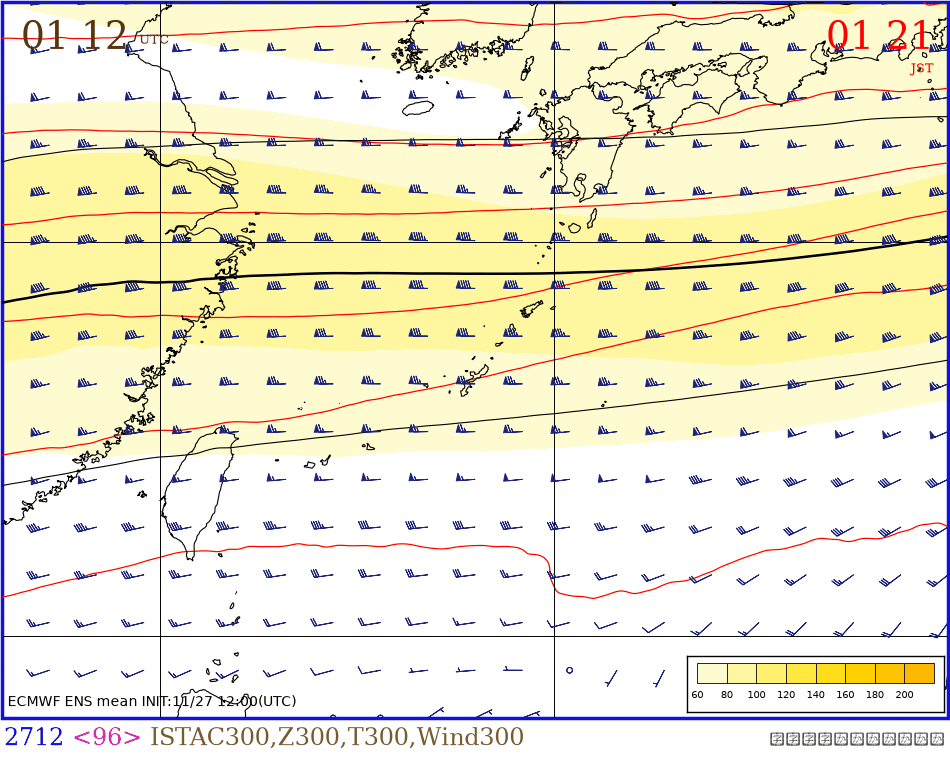 01 12 UTC
01 21
JST
60 80 100 120 140 160 180 200
ECMWF ENS mean INIT:11/27 12:00(UTC)
2712 <96> ISTAC300,Z300,T300,Wind300